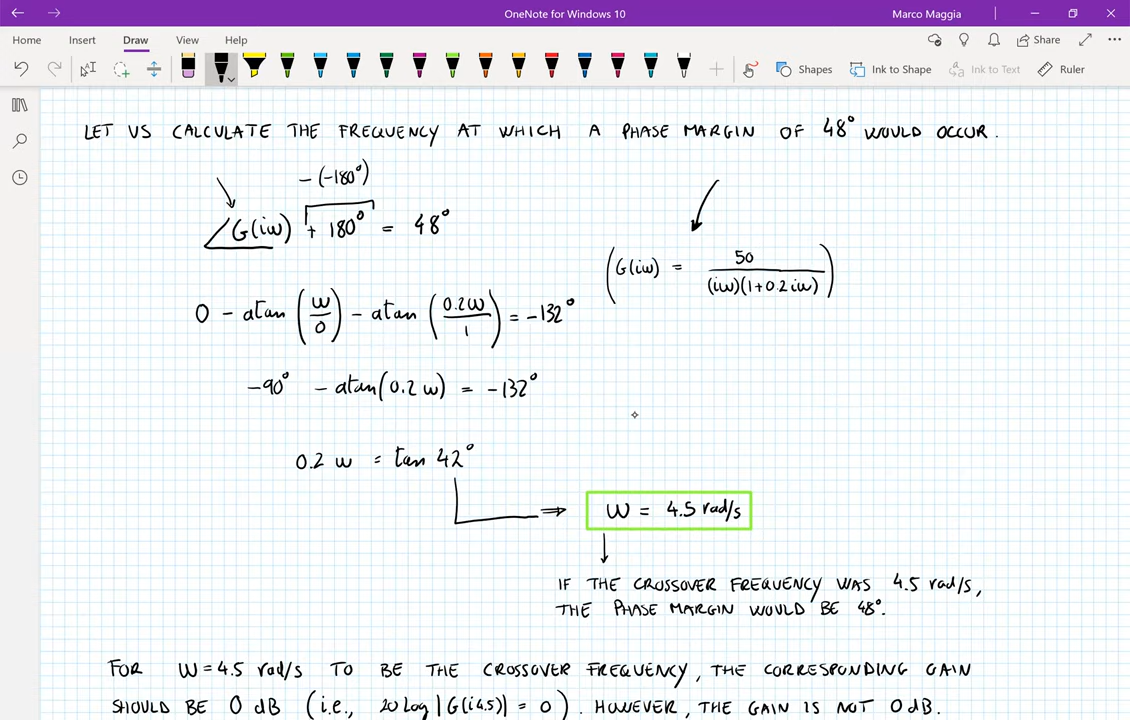 OneNote for Windows 10
Marco Maggia
Home Insert Draw View Help
Share
Shapes Ink to Shape Ink to Text Ruler
LET US CALCULATE THE FREQUENCY AT WHICH A PHASE MARGIN OF 48° WOULD OCCUR.
-(-180°)
∠G(iω) + 180° = 48°
(G(iω) = 50 / (iω)(1+0.2iω))
0 - atan(ω/0) - atan(0.2ω/1) = -132°
-90° - atan(0.2ω) = -132°
0.2 ω = tan 42°
⇒ ω = 4.5 rad/s
IF THE CROSSOVER FREQUENCY WAS 4.5 rad/s,
THE PHASE MARGIN WOULD BE 48°.
FOR ω = 4.5 rad/s TO BE THE CROSSOVER FREQUENCY, THE CORRESPONDING GAIN
SHOULD BE 0 dB (i.e., 20 Log |G(i4.5)| = 0). HOWEVER, THE GAIN IS NOT 0 dB.